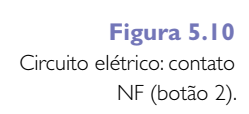 Figura 5.10
Circuito elétrico: contato
NF (botão 2).